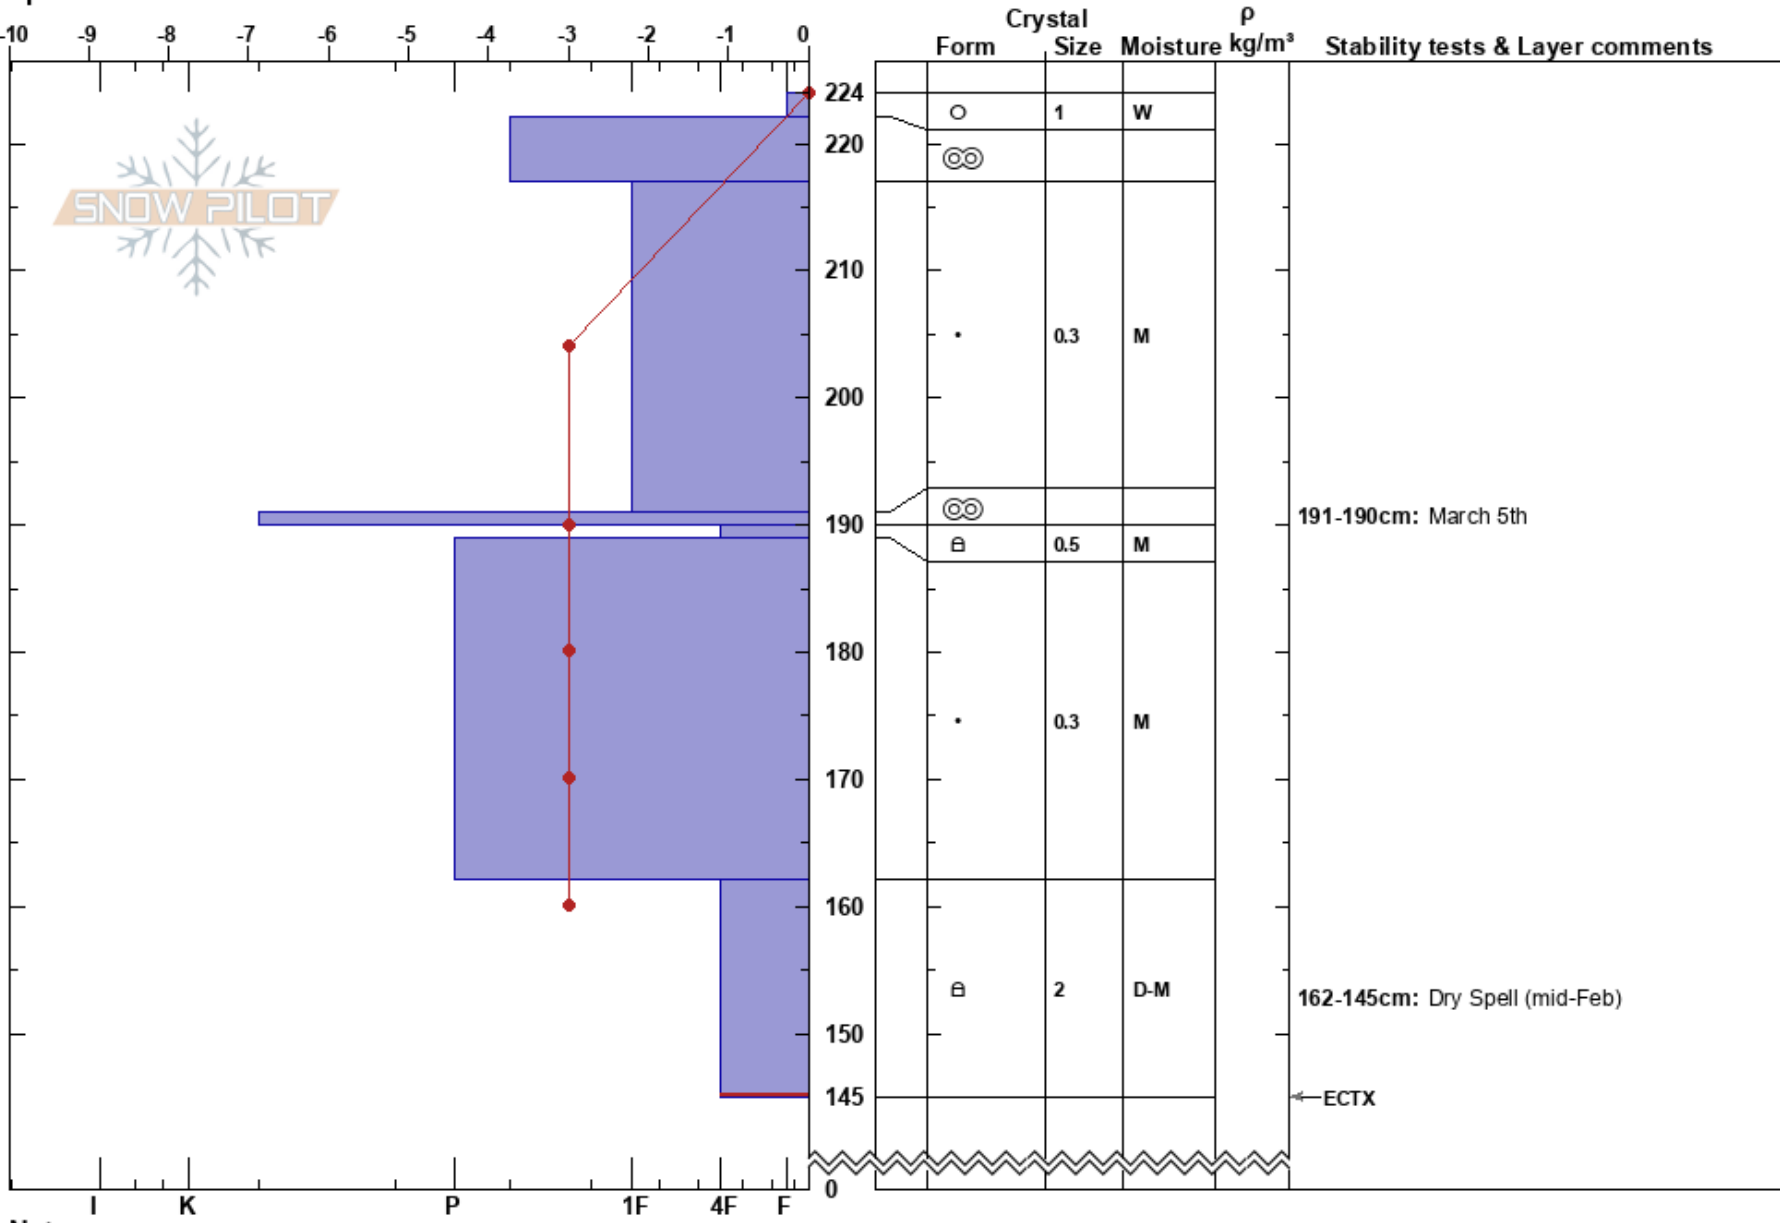 Crystal ρ
-10 -9 -8 -7 -6 -5 -4 -3 -2 -1 0 Form Size Moisture kg/m³ Stability tests & Layer comments
224
1 W
220
SNOW PILOT
210
0.3 M
200
190
191-190cm: March 5th
0.5 M
180
0.3 M
170
160
2 D-M
162-145cm: Dry Spell (mid-Feb)
150
145
ECTX
0
I K P 1F 4F F